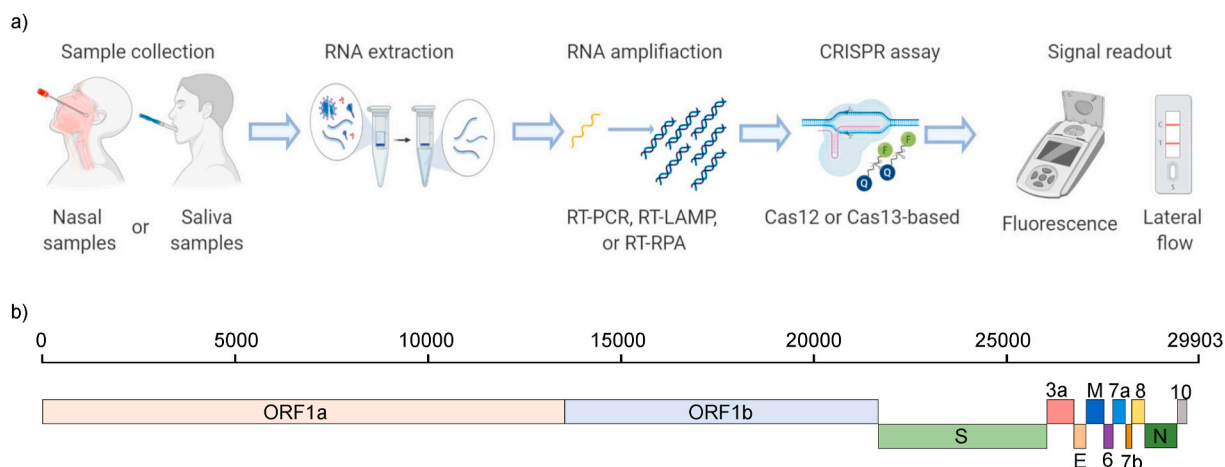 a)
Sample collection
RNA extraction
RNA amplifiaction
CRISPR assay
Signal readout
F
F
Q
Q
C
T
S
Nasal
samples
or
Saliva
samples
RT-PCR, RT-LAMP,
or RT-RPA
Cas12 or Cas13-based
Fluorescence
Lateral
flow
b)
0 5000 10000 15000 20000 25000 29903
3a M 7a 8 10
ORF1a ORF1b
S N
E 6 7b